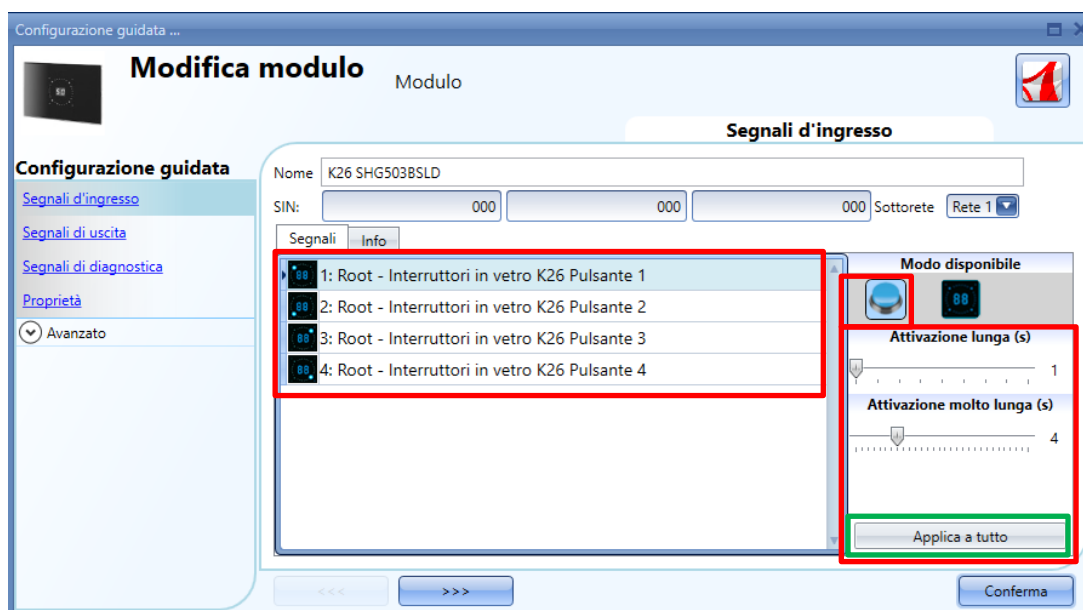 Configurazione guidata ...
Modifica modulo
Modulo
Segnali d'ingresso
Configurazione guidata
Segnali d'ingresso
Segnali di uscita
Segnali di diagnostica
Proprietà
Avanzato
Nome K26 SHG503BSLD
SIN: 000 000 000 Sottorete Rete 1
Segnali Info
1: Root - Interruttori in vetro K26 Pulsante 1
2: Root - Interruttori in vetro K26 Pulsante 2
3: Root - Interruttori in vetro K26 Pulsante 3
4: Root - Interruttori in vetro K26 Pulsante 4
Modo disponibile
88
Attivazione lunga (s)
1
Attivazione molto lunga (s)
4
Applica a tutto
<<< >>> Conferma